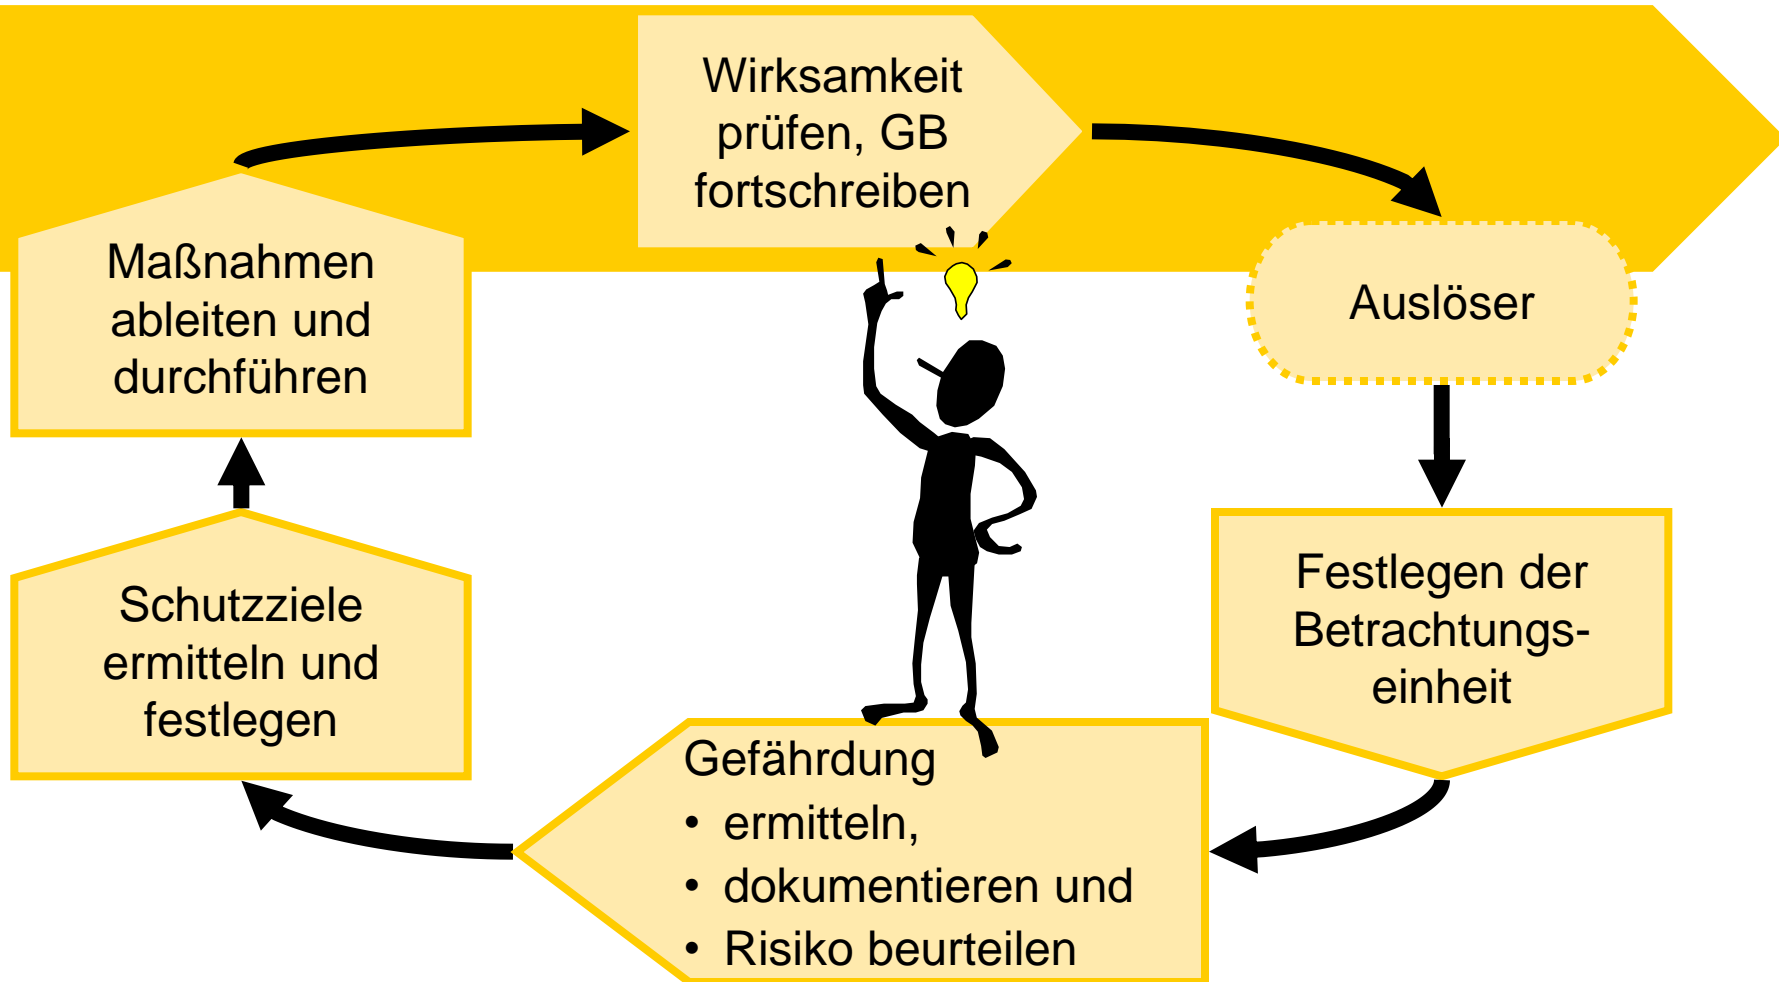 Wirksamkeit
prüfen, GB
fortschreiben
Auslöser
Festlegen der
Betrachtungs-
einheit
Gefährdung
• ermitteln,
• dokumentieren und
• Risiko beurteilen
Schutzziele
ermitteln und
festlegen
Maßnahmen
ableiten und
durchführen